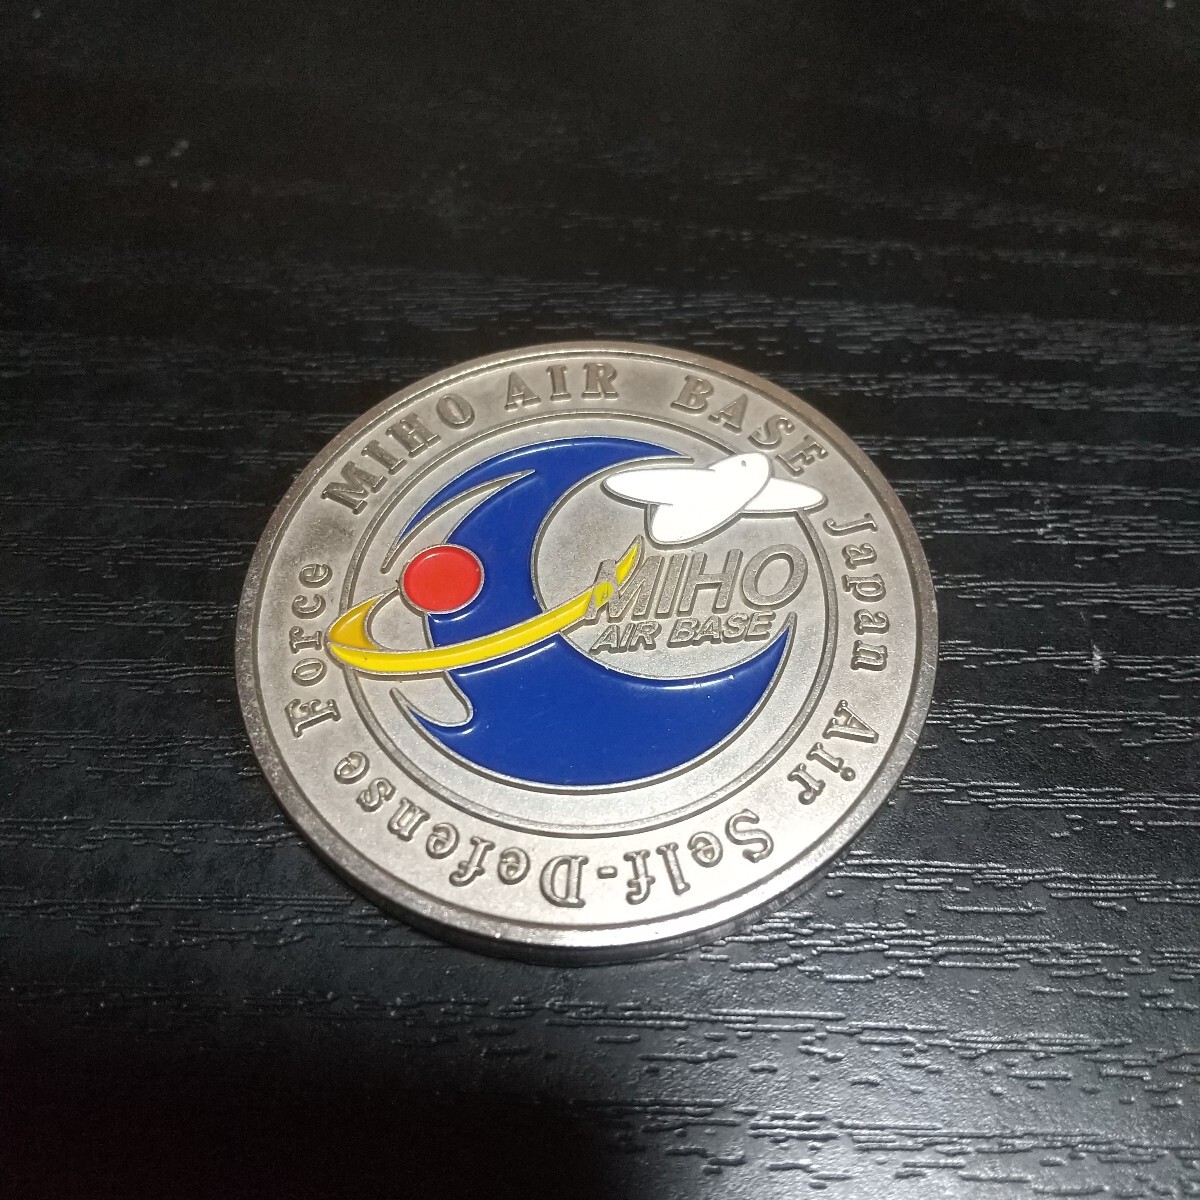 MIHO AIR BASE
Japan Air Self-Defense Force
MIHO
AIR BASE